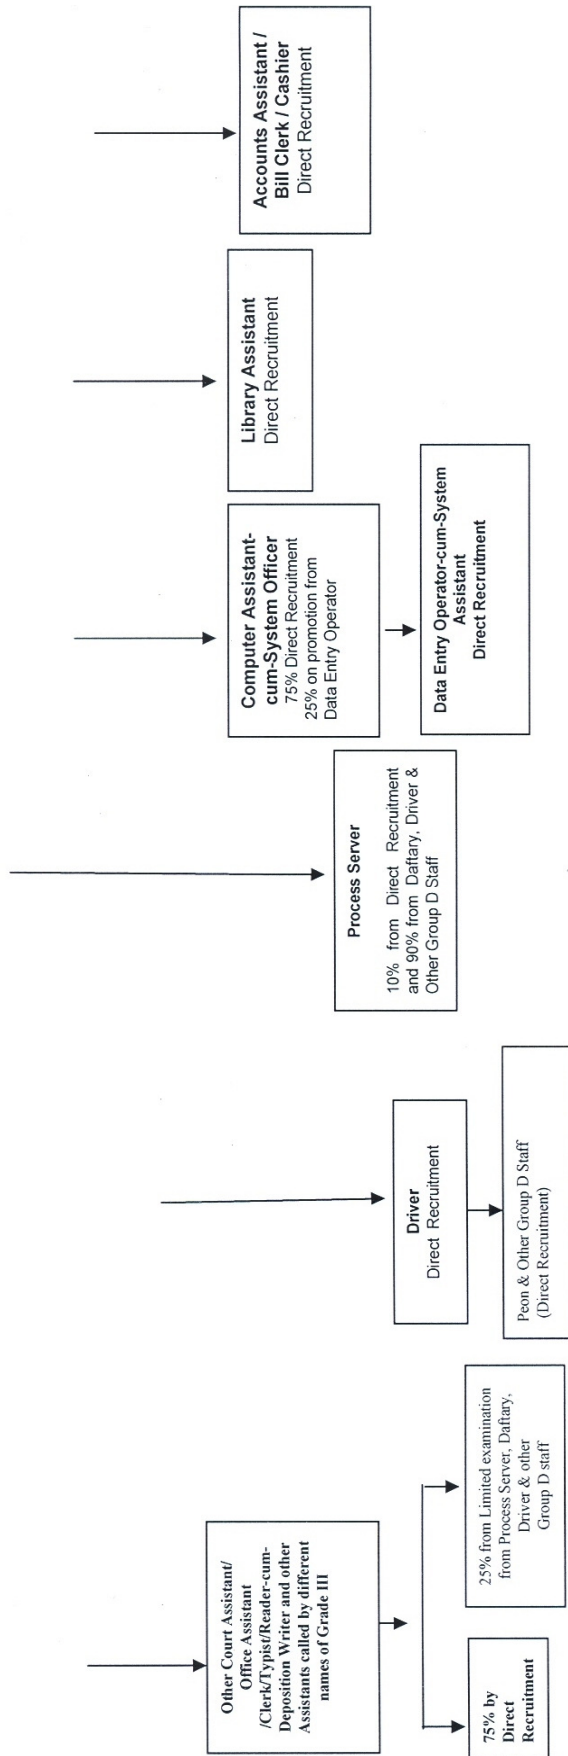 Other Court Assistant/
Office Assistant
/Clerk/Typist/Reader-cum-
Deposition Writer and other
Assistants called by different
names of Grade III
75% by
Direct
Recruitment
25% from Limited examination
from Process Server, Daftary,
Driver & other
Group D staff
Driver
Direct Recruitment
Peon & Other Group D Staff
(Direct Recruitment)
Process Server
10% from Direct Recruitment
and 90% from Daftary, Driver &
Other Group D Staff
Computer Assistant-
cum-System Officer
75% Direct Recruitment
25% on promotion from
Data Entry Operator
Data Entry Operator-cum-System
Assistant
Direct Recruitment
Library Assistant
Direct Recruitment
Accounts Assistant /
Bill Clerk / Cashier
Direct Recruitment